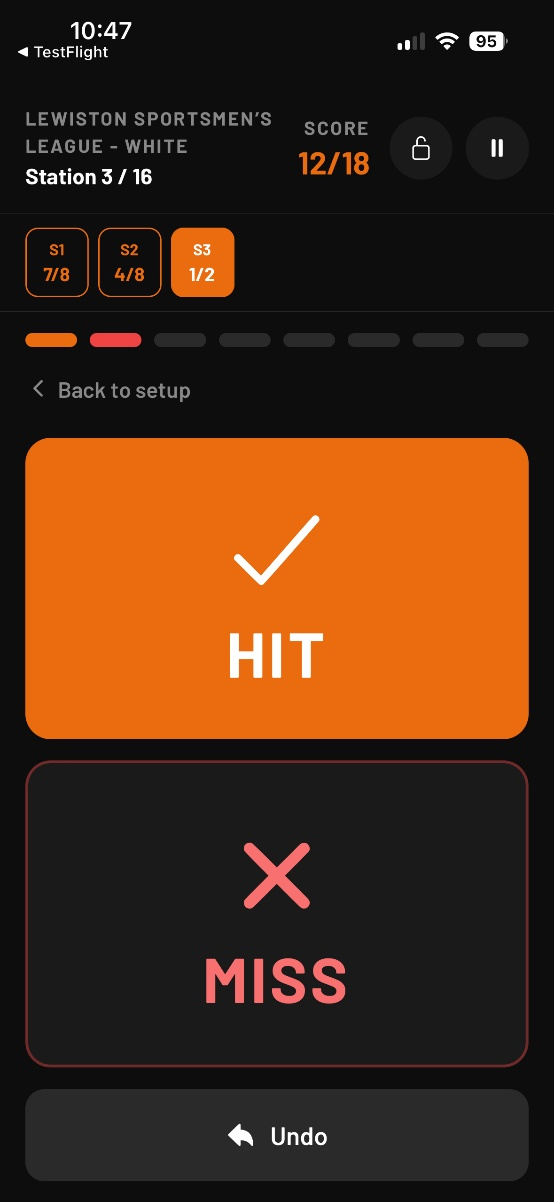 10:47
95
◀ TestFlight
LEWISTON SPORTSMEN'S
LEAGUE - WHITE
Station 3 / 16
SCORE
12/18
S1
7/8
S2
4/8
S3
1/2
Back to setup
HIT
MISS
Undo